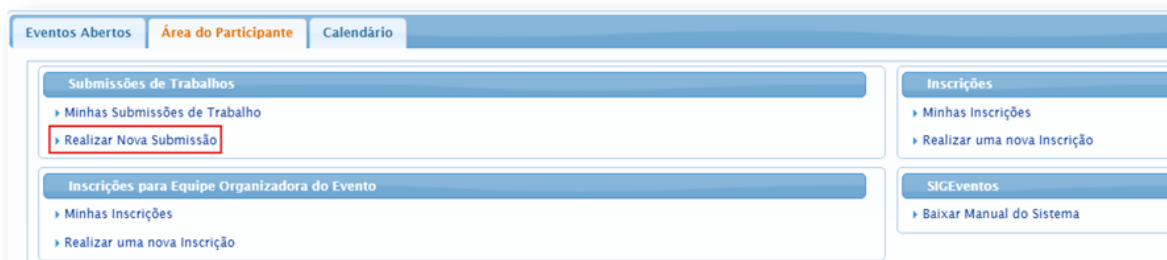 Eventos Abertos
Área do Participante
Calendário
Submissões de Trabalhos
Minhas Submissões de Trabalho
Realizar Nova Submissão
Inscrições
Minhas Inscrições
Realizar uma nova Inscrição
Inscrições para Equipe Organizadora do Evento
Minhas Inscrições
Realizar uma nova Inscrição
SIGEventos
Baixar Manual do Sistema